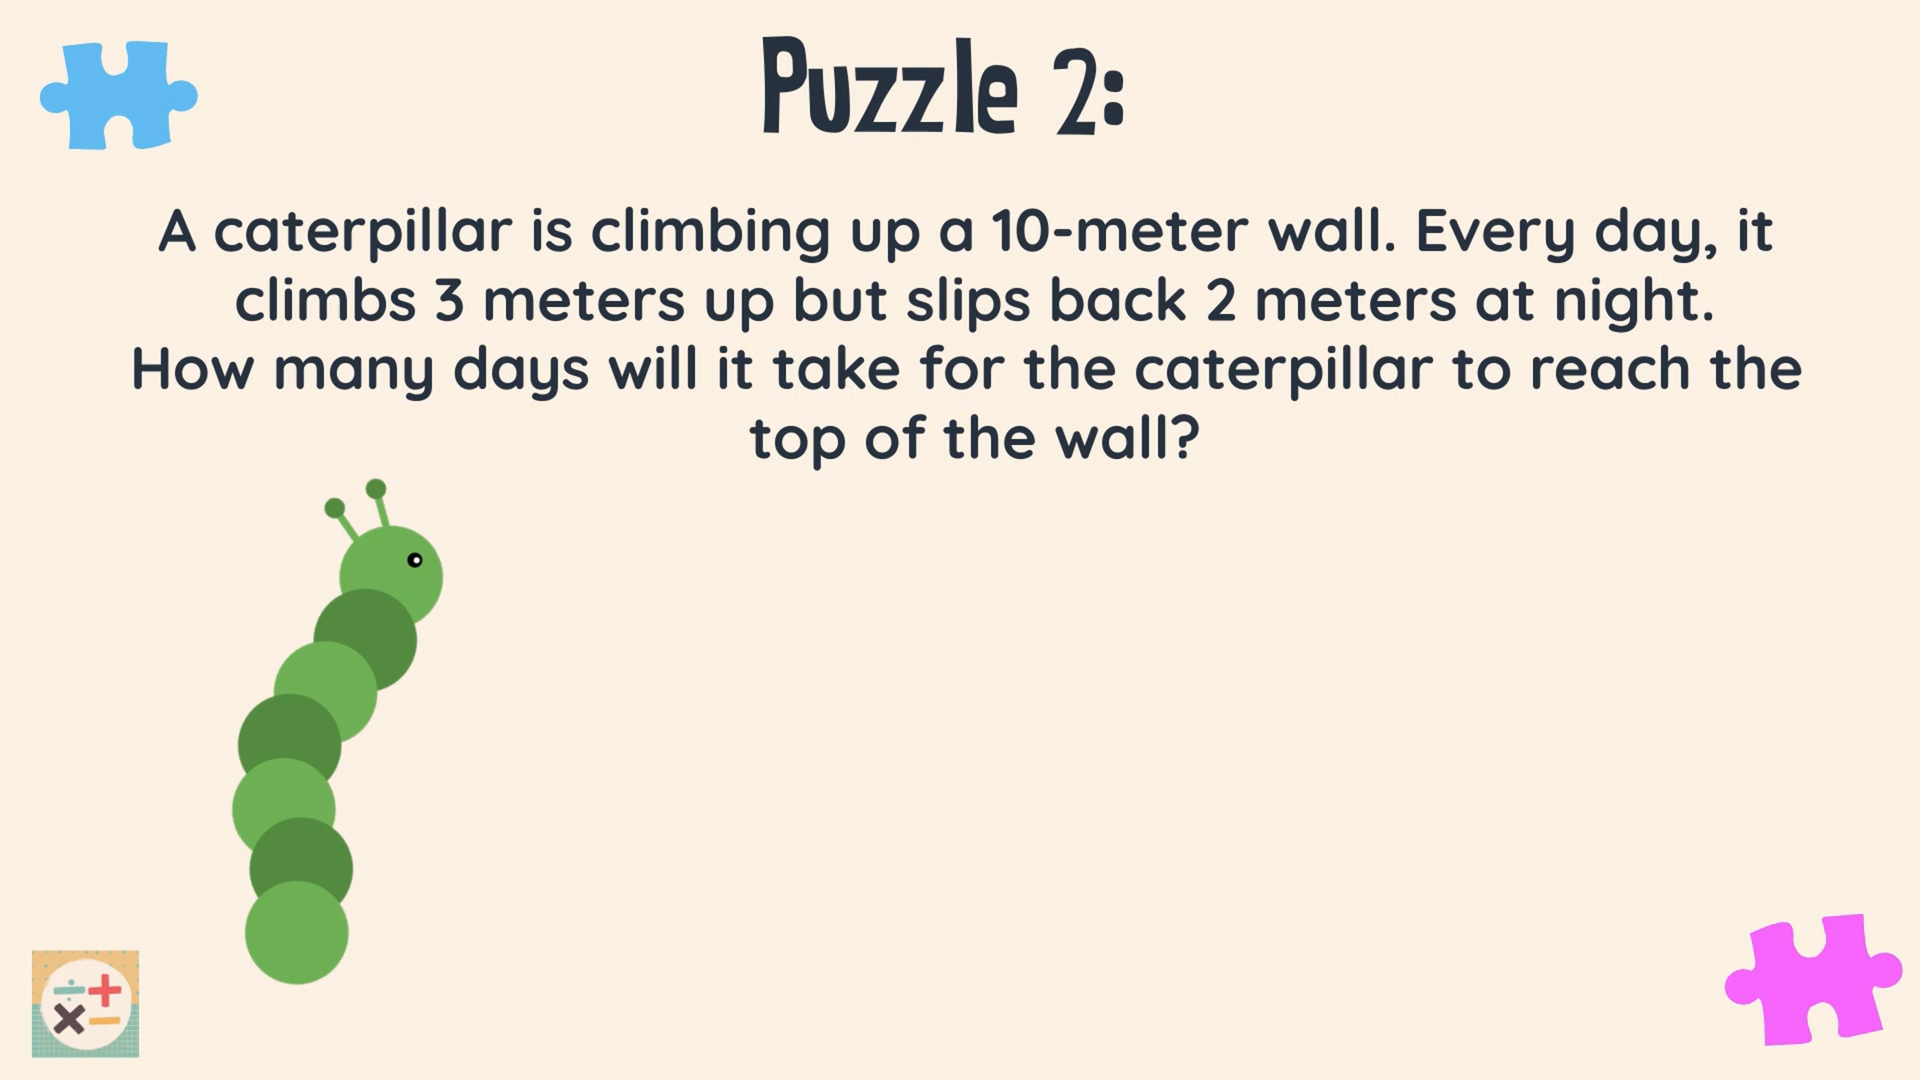 Puzzle 2:
A caterpillar is climbing up a 10-meter wall. Every day, it
climbs 3 meters up but slips back 2 meters at night.
How many days will it take for the caterpillar to reach the
top of the wall?